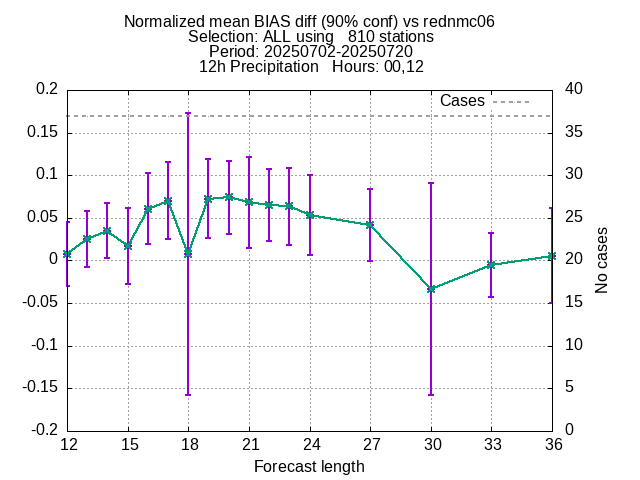 Normalized mean BIAS diff (90% conf) vs rednmc06
Selection: ALL using   810 stations
Period: 20250702-20250720
12h Precipitation   Hours: 00,12
Cases
0.2
0.15
0.1
0.05
0
-0.05
-0.1
-0.15
-0.2
40
35
30
25
20
15
10
5
0
No cases
12 15 18 21 24 27 30 33 36
Forecast length